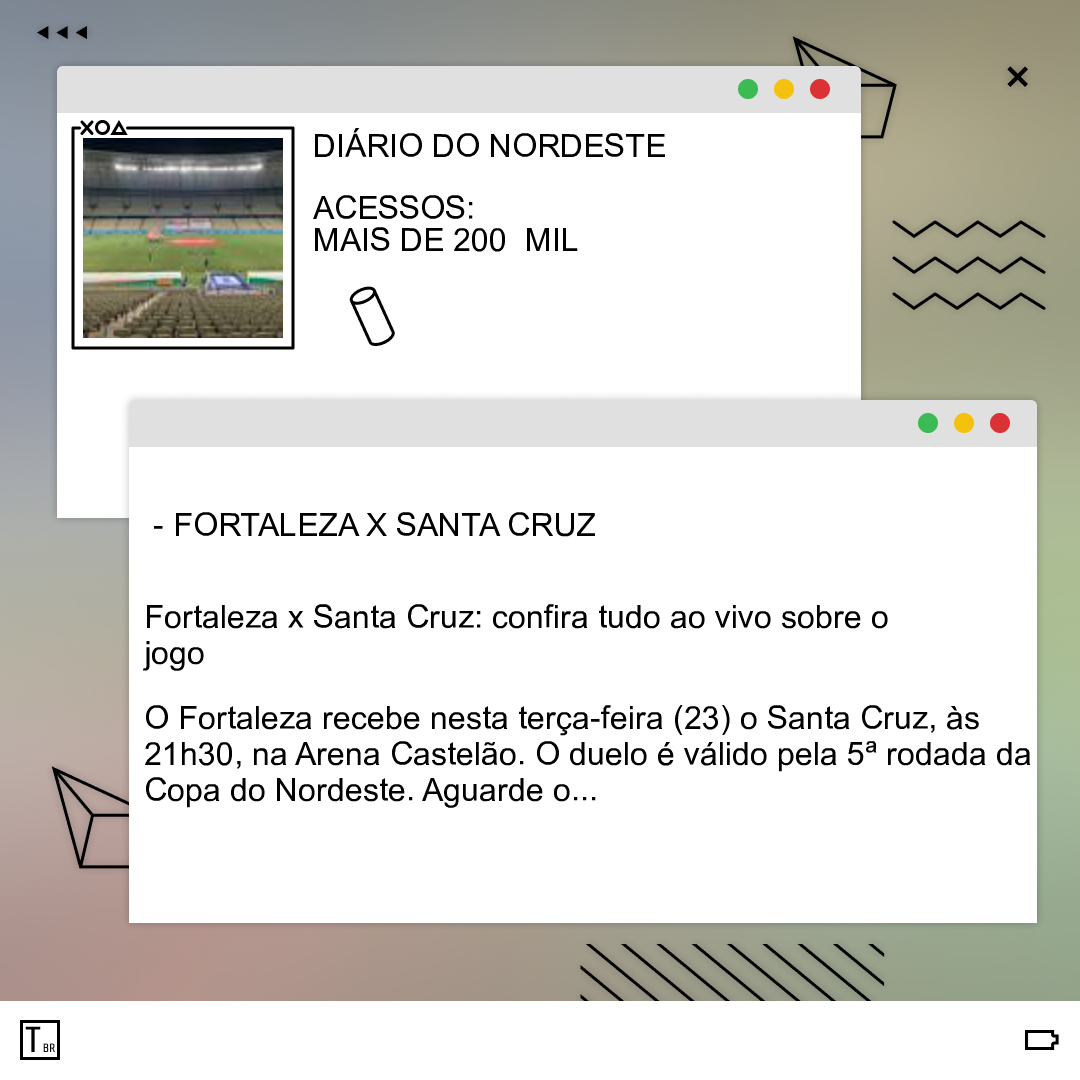 DIÁRIO DO NORDESTE
ACESSOS:
MAIS DE 200  MIL
- FORTALEZA X SANTA CRUZ
Fortaleza x Santa Cruz: confira tudo ao vivo sobre o
jogo
O Fortaleza recebe nesta terça-feira (23) o Santa Cruz, às
21h30, na Arena Castelão. O duelo é válido pela 5ª rodada da
Copa do Nordeste. Aguarde o...
T BR